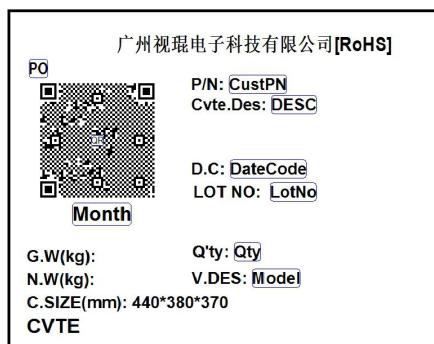 广州视琨电子科技有限公司[RoHS]
PO
P/N: CustPN
Cvte.Des: DESC
D.C: DateCode
LOT NO: LotNo
Month
G.W(kg):
Q'ty: Qty
N.W(kg):
V.DES: Model
C.SIZE(mm): 440*380*370
CVTE